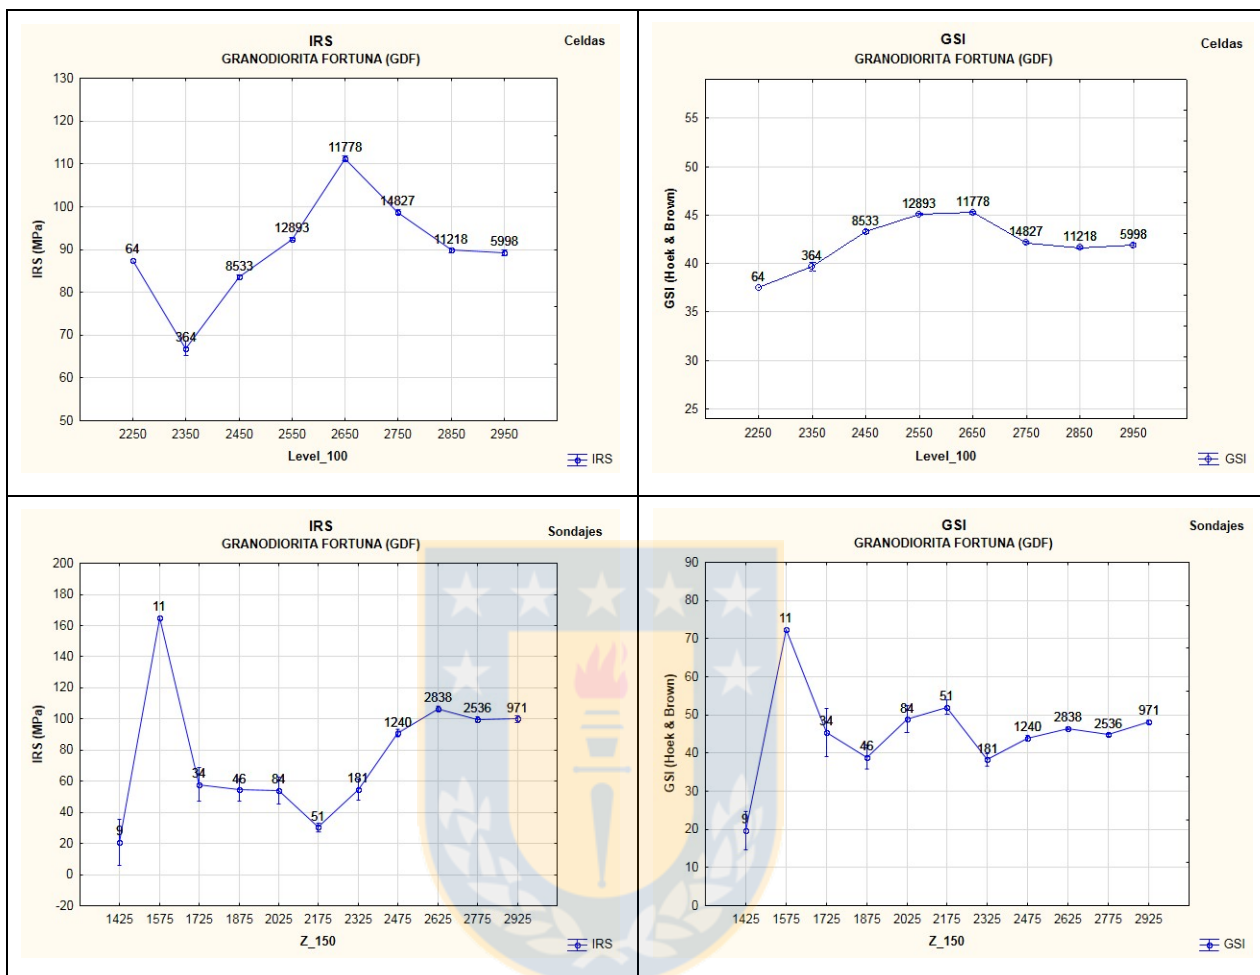 IRS
Celdas
GRANODIORITA FORTUNA (GDF)
130
120
110
100
90
80
70
60
50
IRS (MPa)
64
364
8533
12893
11778
14827
11218
5998
2250 2350 2450 2550 2650 2750 2850 2950
Level_100
IRS
GSI
Celdas
GRANODIORITA FORTUNA (GDF)
55
50
45
40
35
30
25
GSI (Hoek & Brown)
64
364
8533
12893
11778
14827
11218
5998
2250 2350 2450 2550 2650 2750 2850 2950
Level_100
GSI
IRS
Sondajes
GRANODIORITA FORTUNA (GDF)
200
180
160
140
120
100
80
60
40
20
0
-20
IRS (MPa)
9
11
34
46
84
51
181
1240
2838
2536
971
1425 1575 1725 1875 2025 2175 2325 2475 2625 2775 2925
Z_150
IRS
GSI
Sondajes
GRANODIORITA FORTUNA (GDF)
90
80
70
60
50
40
30
20
10
0
GSI (Hoek & Brown)
9
11
34
46
84
51
181
1240
2838
2536
971
1425 1575 1725 1875 2025 2175 2325 2475 2625 2775 2925
Z_150
GSI